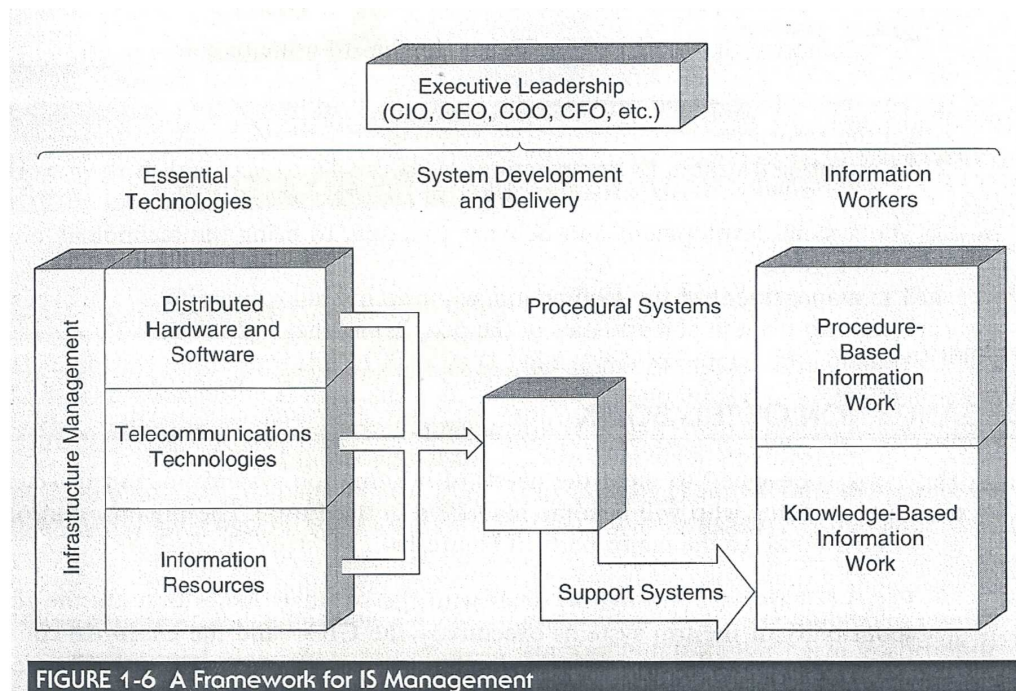 Executive Leadership
(CIO, CEO, COO, CFO, etc.)
Essential
Technologies
System Development
and Delivery
Information
Workers
Infrastructure Management
Distributed
Hardware and
Software
Telecommunications
Technologies
Information
Resources
Procedural Systems
Support Systems
Procedure-
Based
Information
Work
Knowledge-Based
Information
Work
FIGURE 1-6 A Framework for IS Management